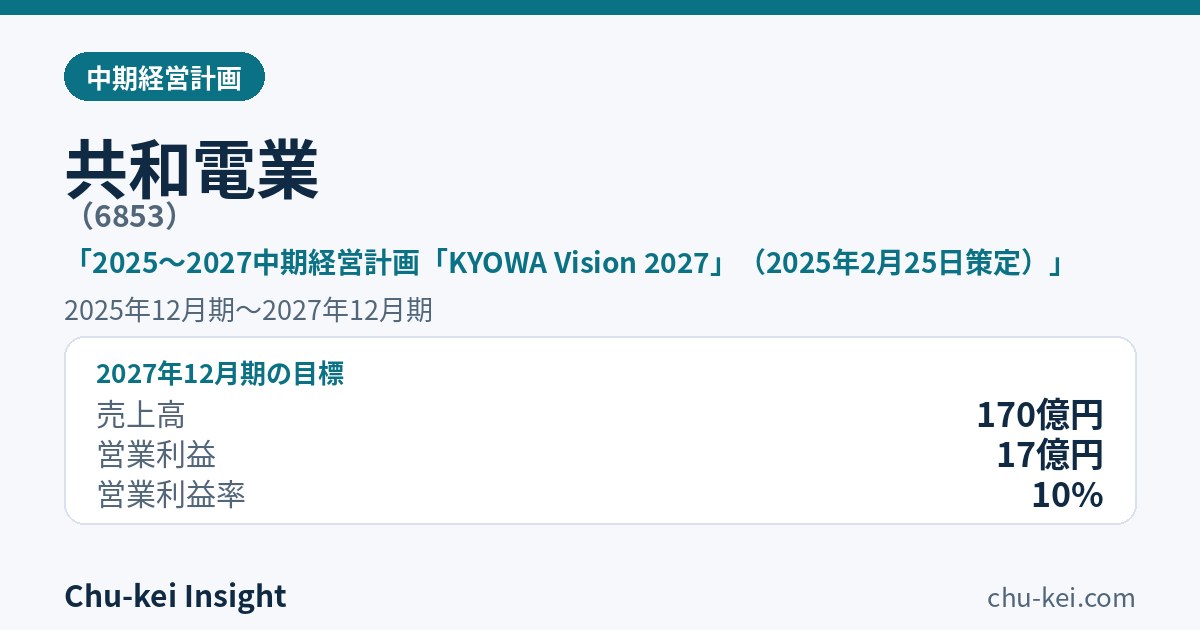 中期経営計画
共和電業
（6853）
「2025〜2027中期経営計画「KYOWA Vision 2027」（2025年2月25日策定）」
2025年12月期〜2027年12月期
2027年12月期の目標
売上高 170億円
営業利益 17億円
営業利益率 10%
Chu-kei Insight chu-kei.com